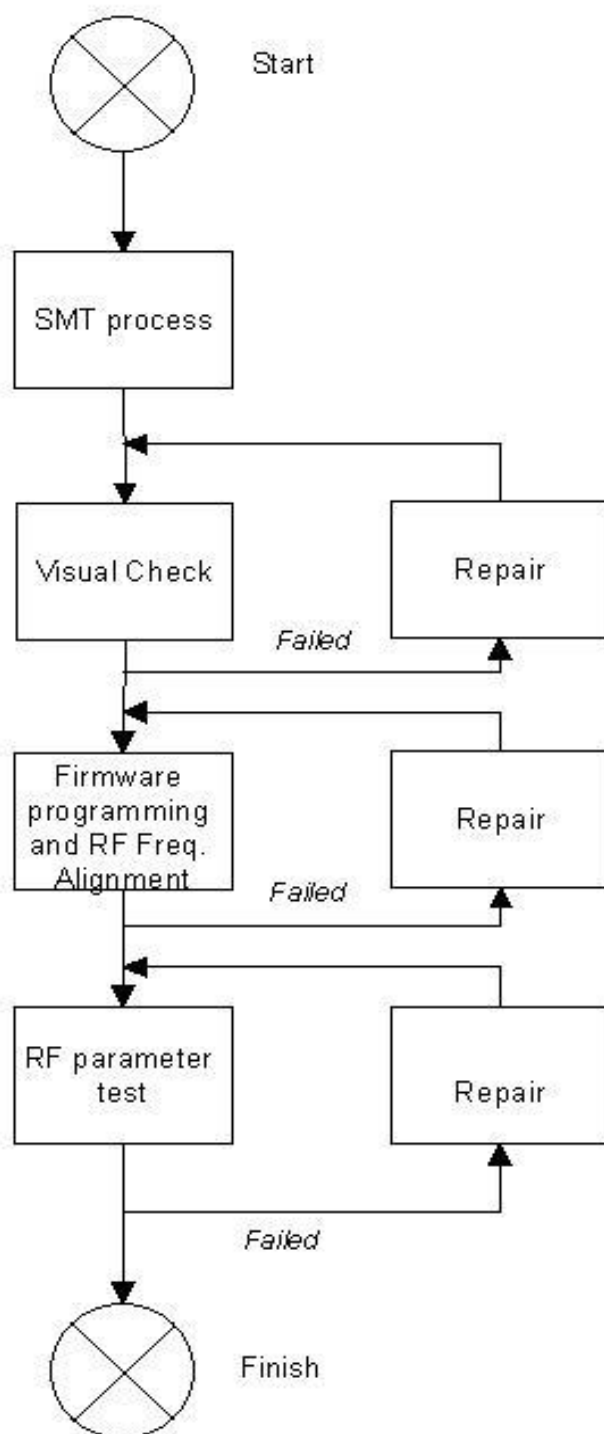 Start
SMT process
Visual Check
Repair
Failed
Firmware
programming
and RF Freq.
Alignment
Repair
Failed
RF parameter
test
Repair
Failed
Finish